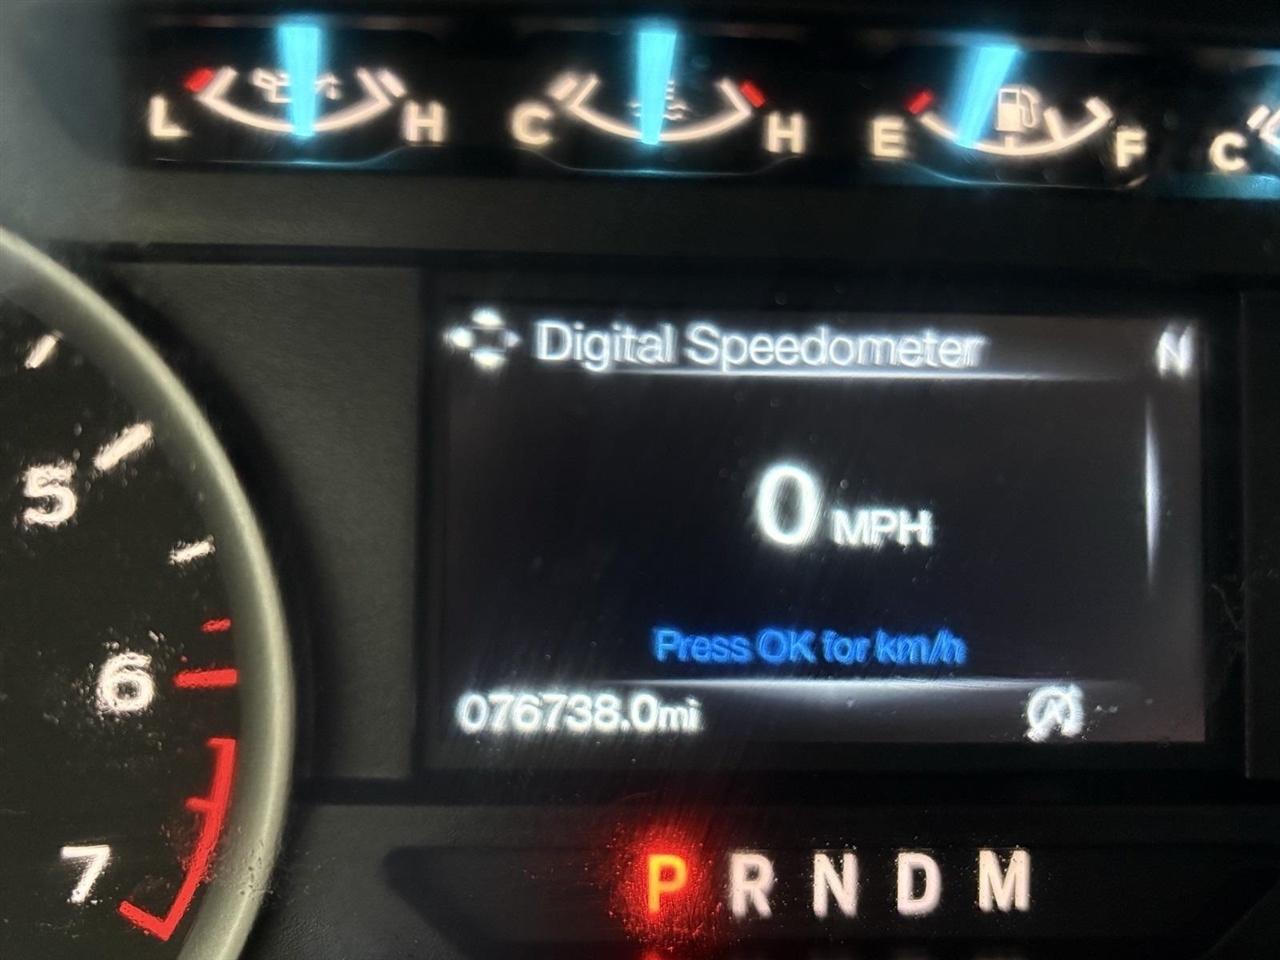 L H C H E F C
Digital Speedometer N
0 MPH
Press OK for km/h
076738.0mi
5
6
7
P R N D M